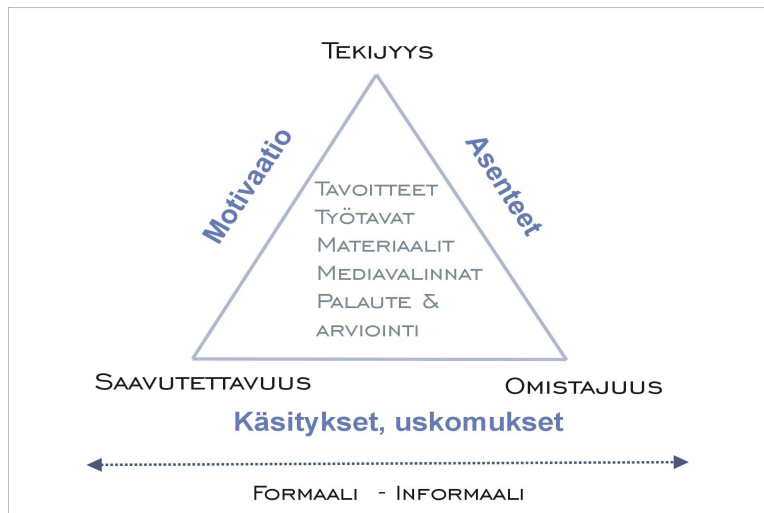 Tekijyys
Motivaatio
Asenteet
Tavoitteet
Työtavat
Materiaalit
Mediavalinnat
Palaute &
arviointi
Saavutettavuus
Omistajuus
Käsitykset, uskomukset
Formaali - Informaali